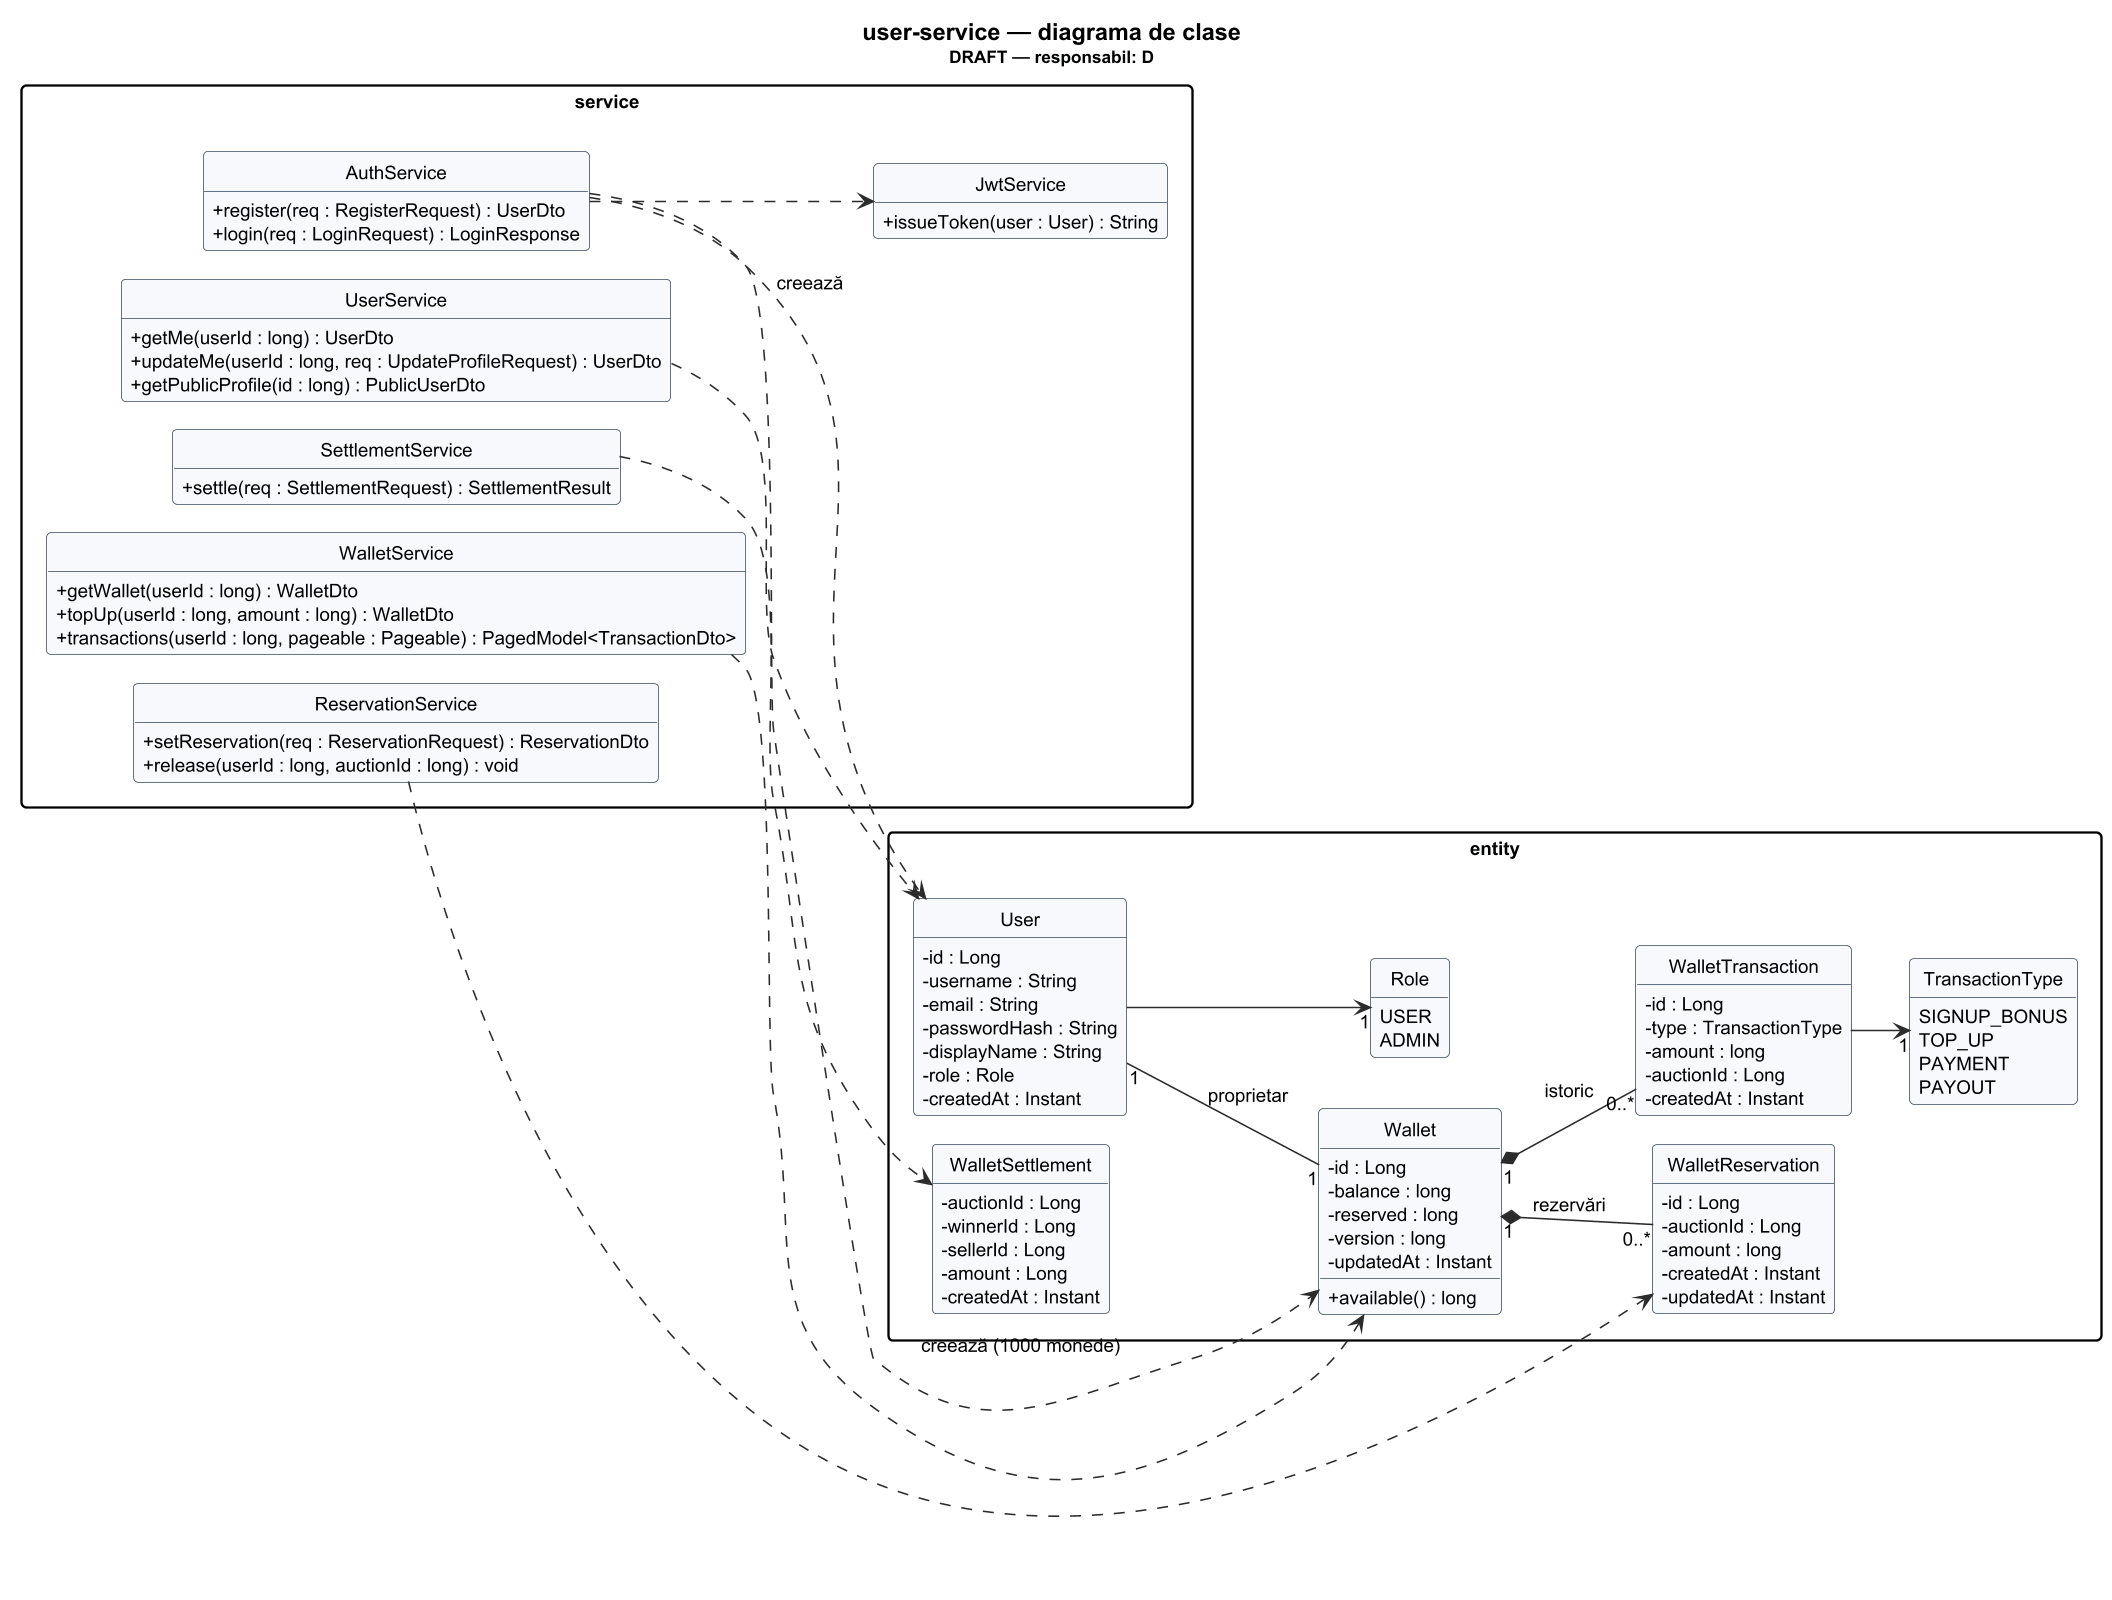 user-service — diagrama de clase
DRAFT — responsabil: D
service
AuthService
+register(req : RegisterRequest) : UserDto
+login(req : LoginRequest) : LoginResponse
JwtService
+issueToken(user : User) : String
creează
UserService
+getMe(userId : long) : UserDto
+updateMe(userId : long, req : UpdateProfileRequest) : UserDto
+getPublicProfile(id : long) : PublicUserDto
SettlementService
+settle(req : SettlementRequest) : SettlementResult
WalletService
+getWallet(userId : long) : WalletDto
+topUp(userId : long, amount : long) : WalletDto
+transactions(userId : long, pageable : Pageable) : PagedModel<TransactionDto>
ReservationService
+setReservation(req : ReservationRequest) : ReservationDto
+release(userId : long, auctionId : long) : void
entity
User
-id : Long
-username : String
-email : String
-passwordHash : String
-displayName : String
-role : Role
-createdAt : Instant
Role
USER
ADMIN
1
WalletTransaction
-id : Long
-type : TransactionType
-amount : long
-auctionId : Long
-createdAt : Instant
TransactionType
SIGNUP_BONUS
TOP_UP
PAYMENT
PAYOUT
1
1
proprietar
1
istoric
0..*
1
WalletSettlement
-auctionId : Long
-winnerId : Long
-sellerId : Long
-amount : Long
-createdAt : Instant
Wallet
-id : Long
-balance : long
-reserved : long
-version : long
-updatedAt : Instant
+available() : long
rezervări
1
0..*
WalletReservation
-id : Long
-auctionId : Long
-amount : long
-createdAt : Instant
-updatedAt : Instant
creează (1000 monede)